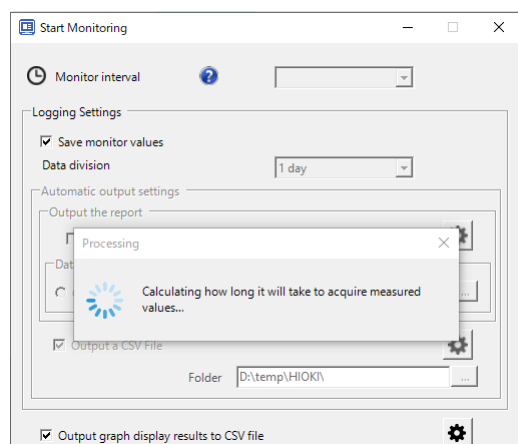 Start Monitoring
Monitor interval
Logging Settings
Save monitor values
Data division
1 day
Automatic output settings
Output the report
Processing
Dat
Calculating how long it will take to acquire measured
values...
...
Output a CSV File
Folder
D:\temp\HIOKI\
...
Output graph display results to CSV file